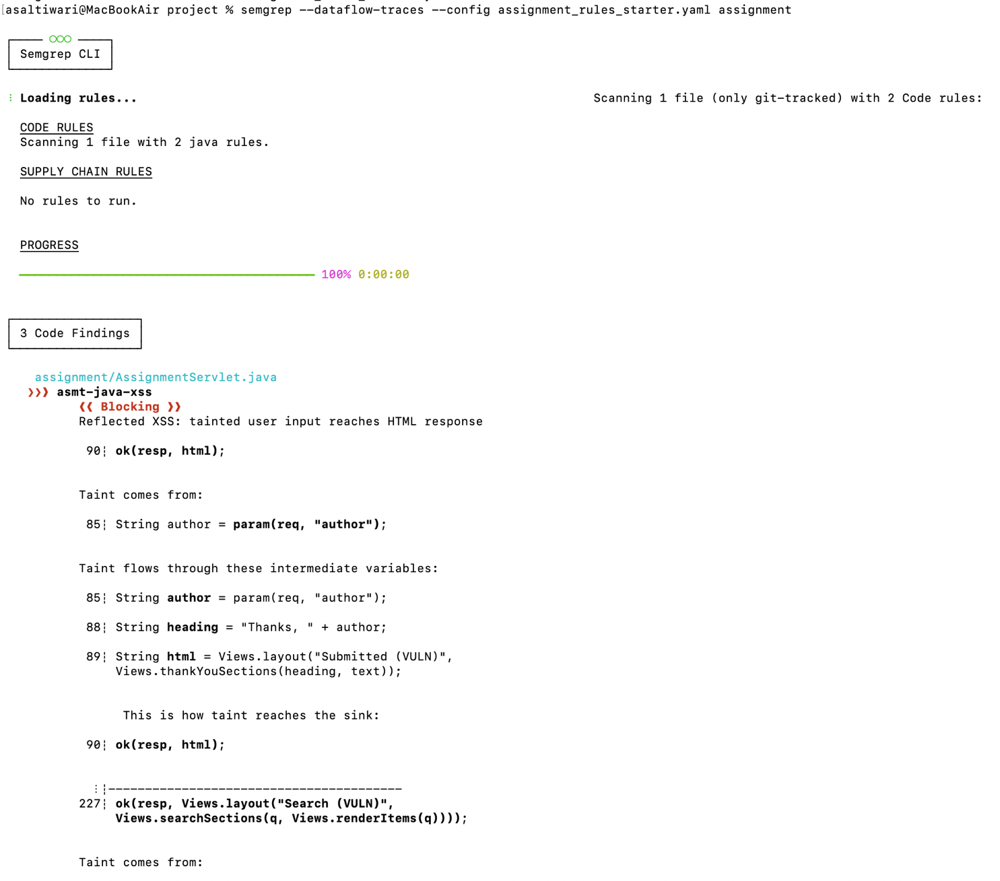 [asaltiwari@MacBookAir project % semgrep --dataflow-traces --config assignment_rules_starter.yaml assignment
○○○
Semgrep CLI
⋮ Loading rules... Scanning 1 file (only git-tracked) with 2 Code rules:
CODE RULES
Scanning 1 file with 2 java rules.
SUPPLY CHAIN RULES
No rules to run.
PROGRESS
100% 0:00:00
3 Code Findings
assignment/AssignmentServlet.java
❯❯❱ asmt-java-xss
❰❰ Blocking ❱❱
Reflected XSS: tainted user input reaches HTML response
90┆ ok(resp, html);
Taint comes from:
85┆ String author = param(req, "author");
Taint flows through these intermediate variables:
85┆ String author = param(req, "author");
88┆ String heading = "Thanks, " + author;
89┆ String html = Views.layout("Submitted (VULN)",
Views.thankYouSections(heading, text));
This is how taint reaches the sink:
90┆ ok(resp, html);
⋮┆----------------------------------------
227┆ ok(resp, Views.layout("Search (VULN)",
Views.searchSections(q, Views.renderItems(q))));
Taint comes from: